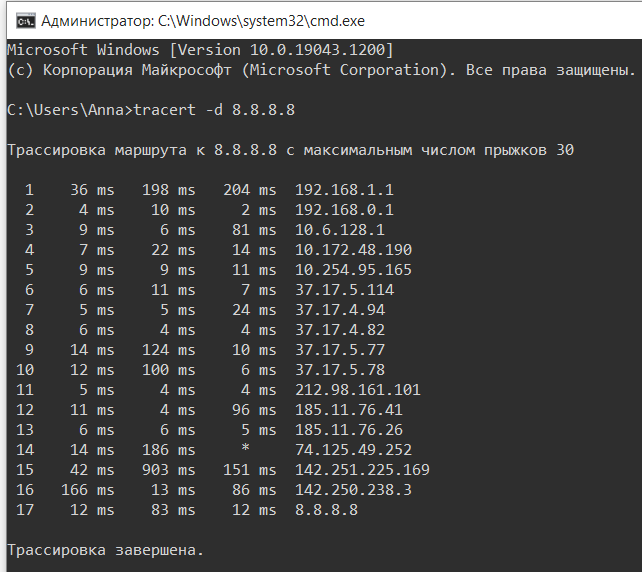 Администратор: C:\Windows\system32\cmd.exe
Microsoft Windows [Version 10.0.19043.1200]
(c) Корпорация Майкрософт (Microsoft Corporation). Все права защищены.
C:\Users\Anna>tracert -d 8.8.8.8
Трассировка маршрута к 8.8.8.8 с максимальным числом прыжков 30
1 36 ms 198 ms 204 ms 192.168.1.1
2 4 ms 10 ms 2 ms 192.168.0.1
3 9 ms 6 ms 81 ms 10.6.128.1
4 7 ms 22 ms 14 ms 10.172.48.190
5 9 ms 9 ms 11 ms 10.254.95.165
6 6 ms 11 ms 7 ms 37.17.5.114
7 5 ms 5 ms 24 ms 37.17.4.94
8 6 ms 4 ms 4 ms 37.17.4.82
9 14 ms 124 ms 10 ms 37.17.5.77
10 12 ms 100 ms 6 ms 37.17.5.78
11 5 ms 4 ms 4 ms 212.98.161.101
12 11 ms 4 ms 96 ms 185.11.76.41
13 6 ms 6 ms 5 ms 185.11.76.26
14 14 ms 186 ms * 74.125.49.252
15 42 ms 903 ms 151 ms 142.251.225.169
16 166 ms 13 ms 86 ms 142.250.238.3
17 12 ms 83 ms 12 ms 8.8.8.8
Трассировка завершена.